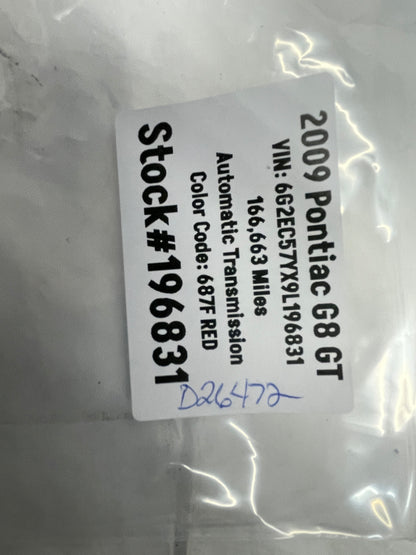 2009 Pontiac G8 GT
VIN: 6G2EC57YX9L196831
166,663 Miles
Automatic Transmission
Color Code: 687F RED
Stock#196831
D26472